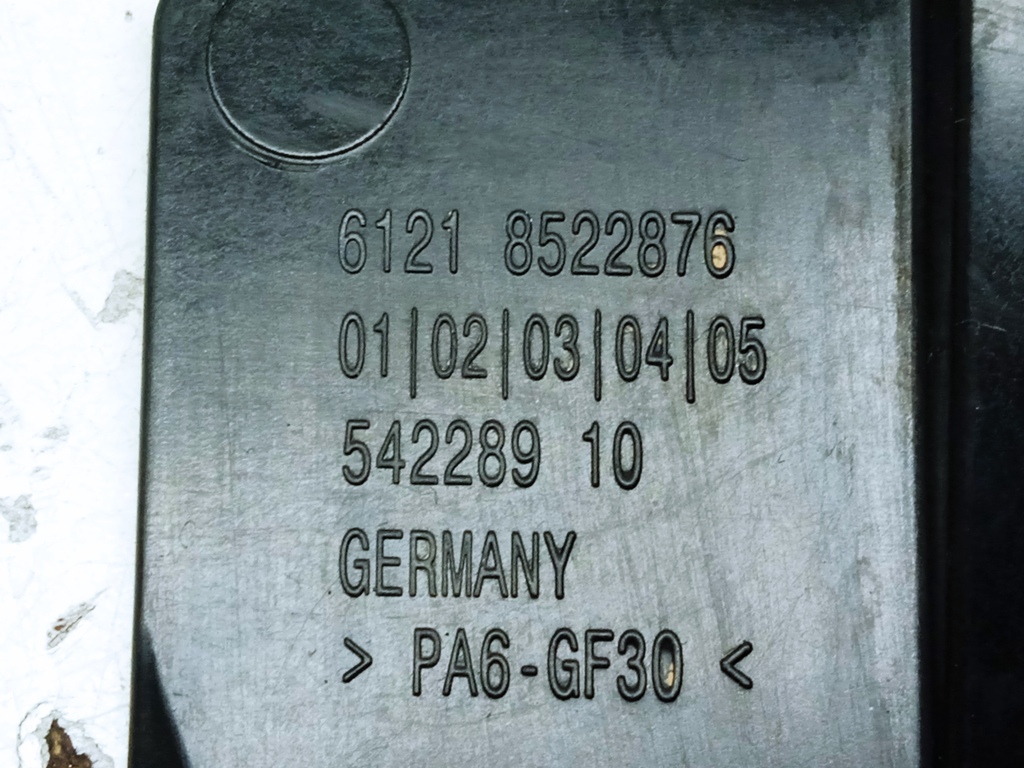 6121 8522876
01|02|03|04|05
542289 10
GERMANY
> PA6-GF30 <